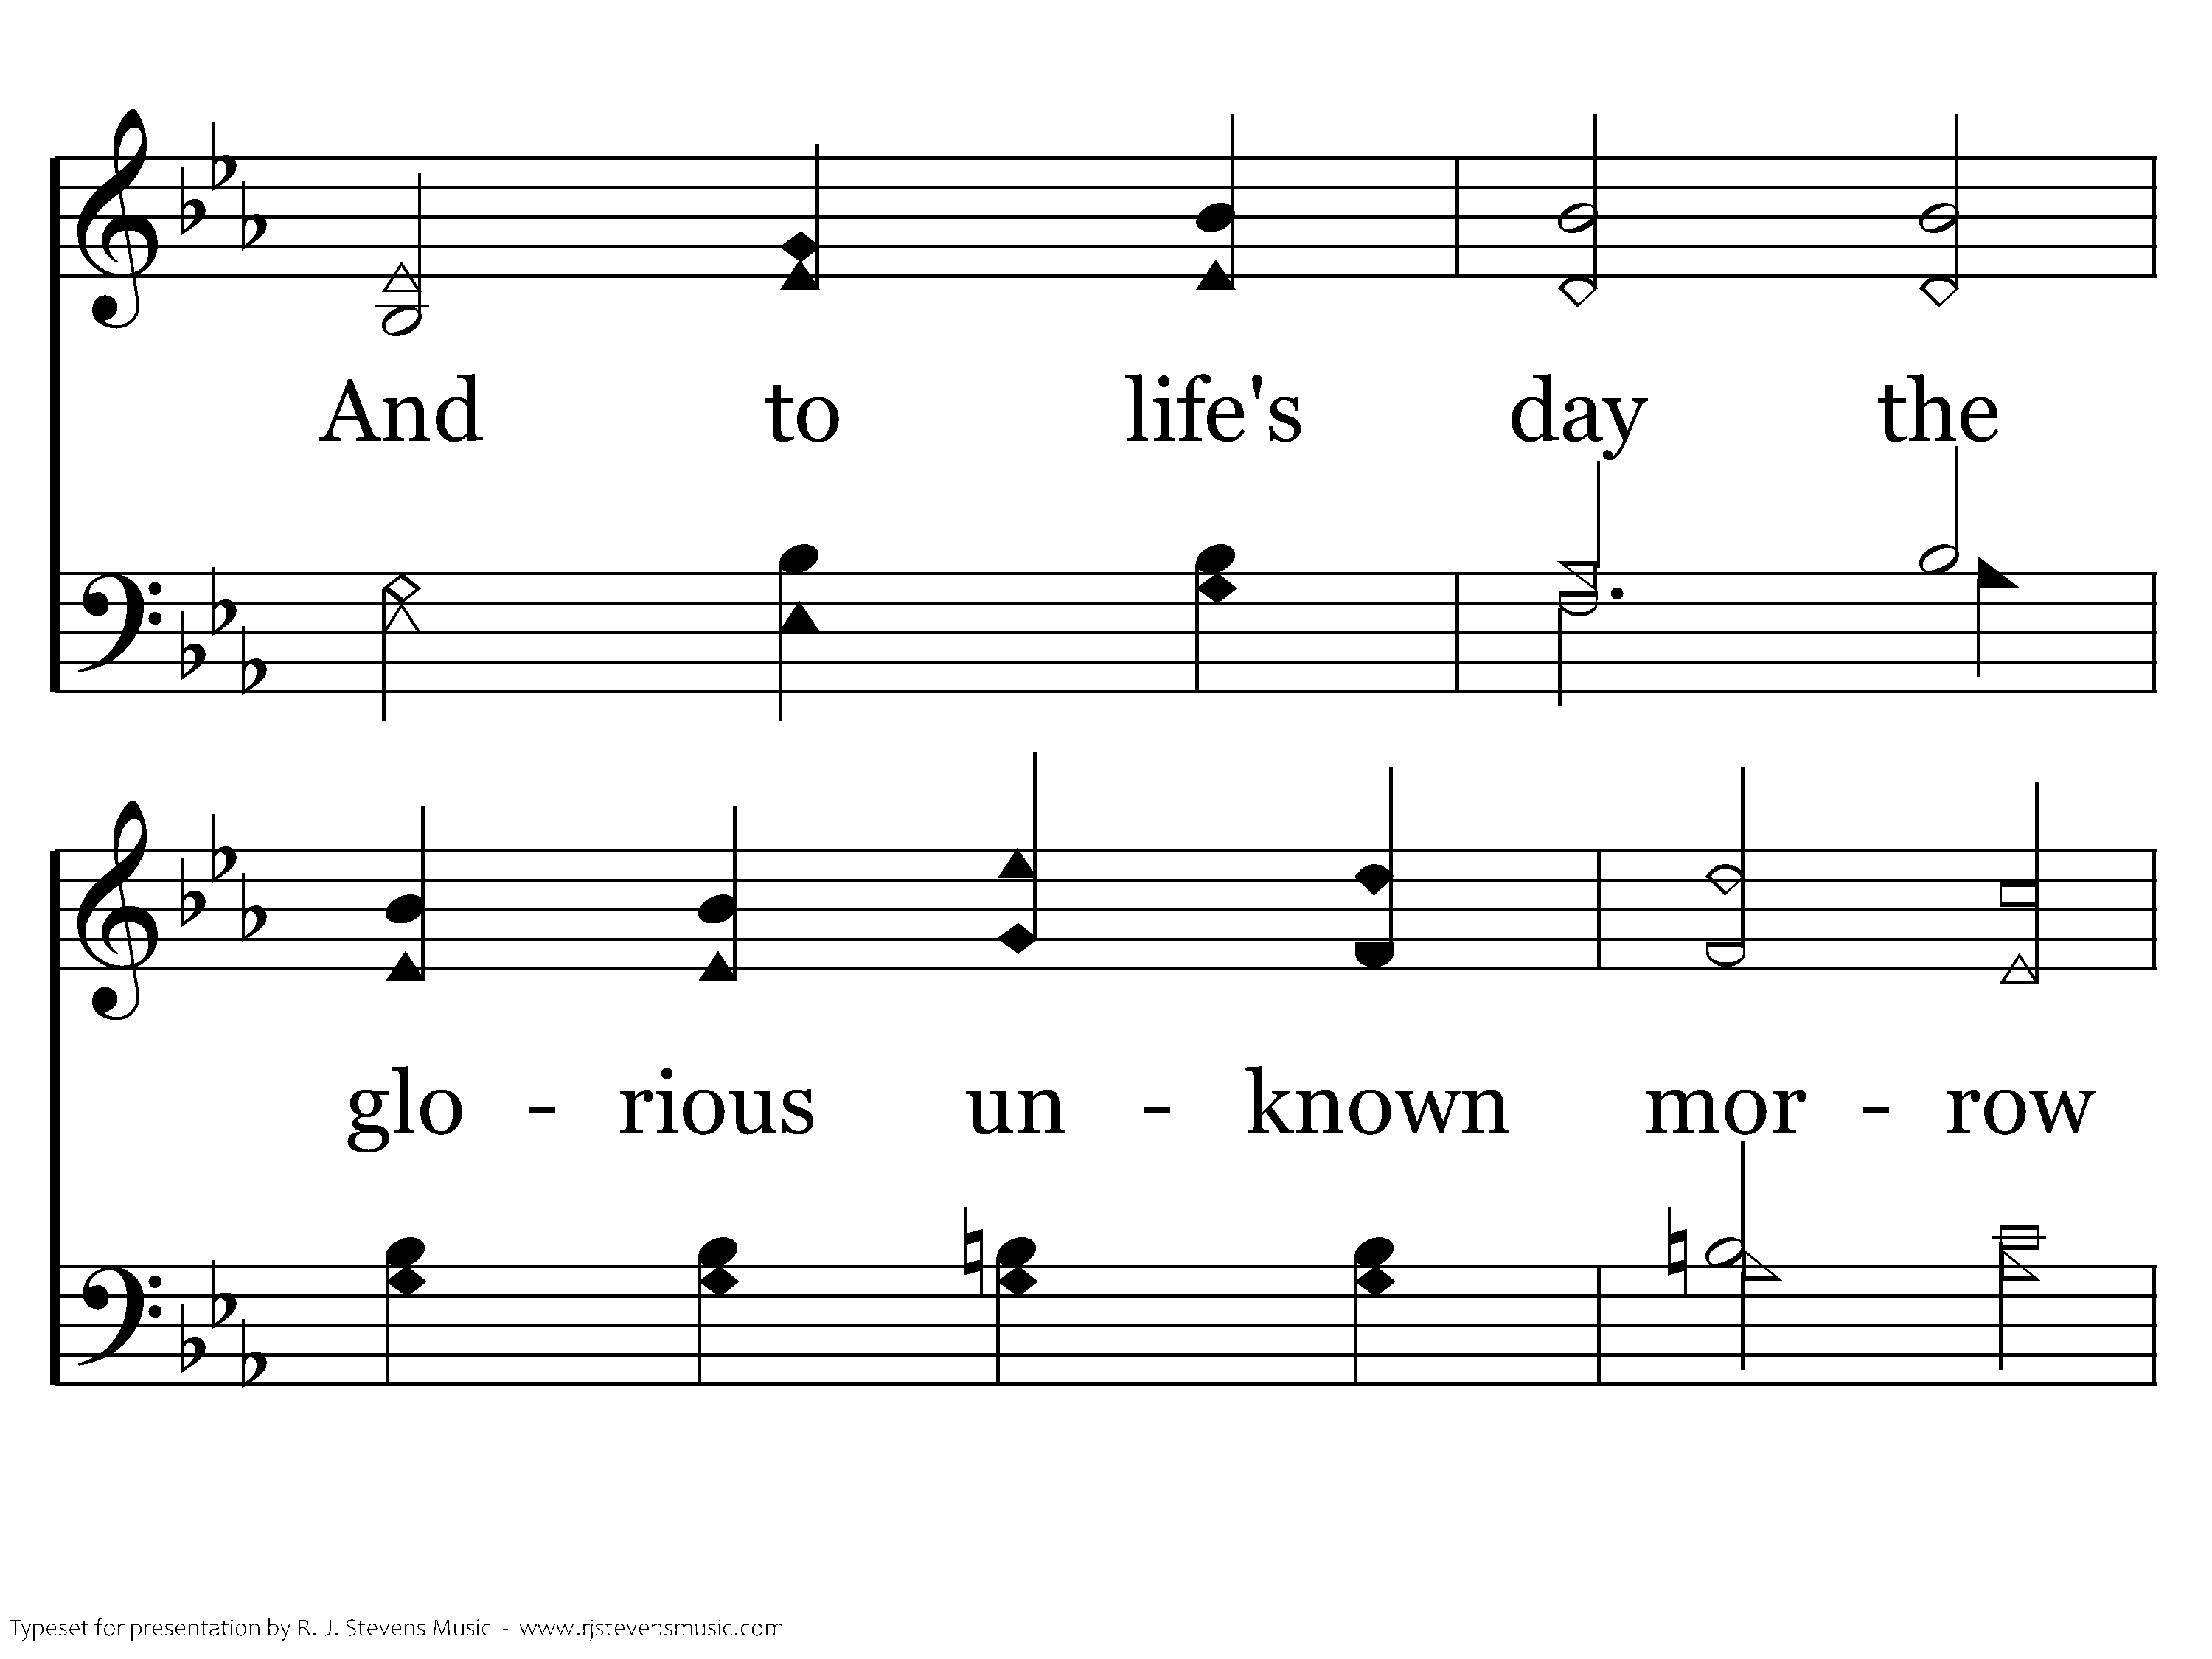 And to life's day the
glo - rious un - known mor - row
Typeset for presentation by R. J. Stevens Music - www.rjstevensmusic.com